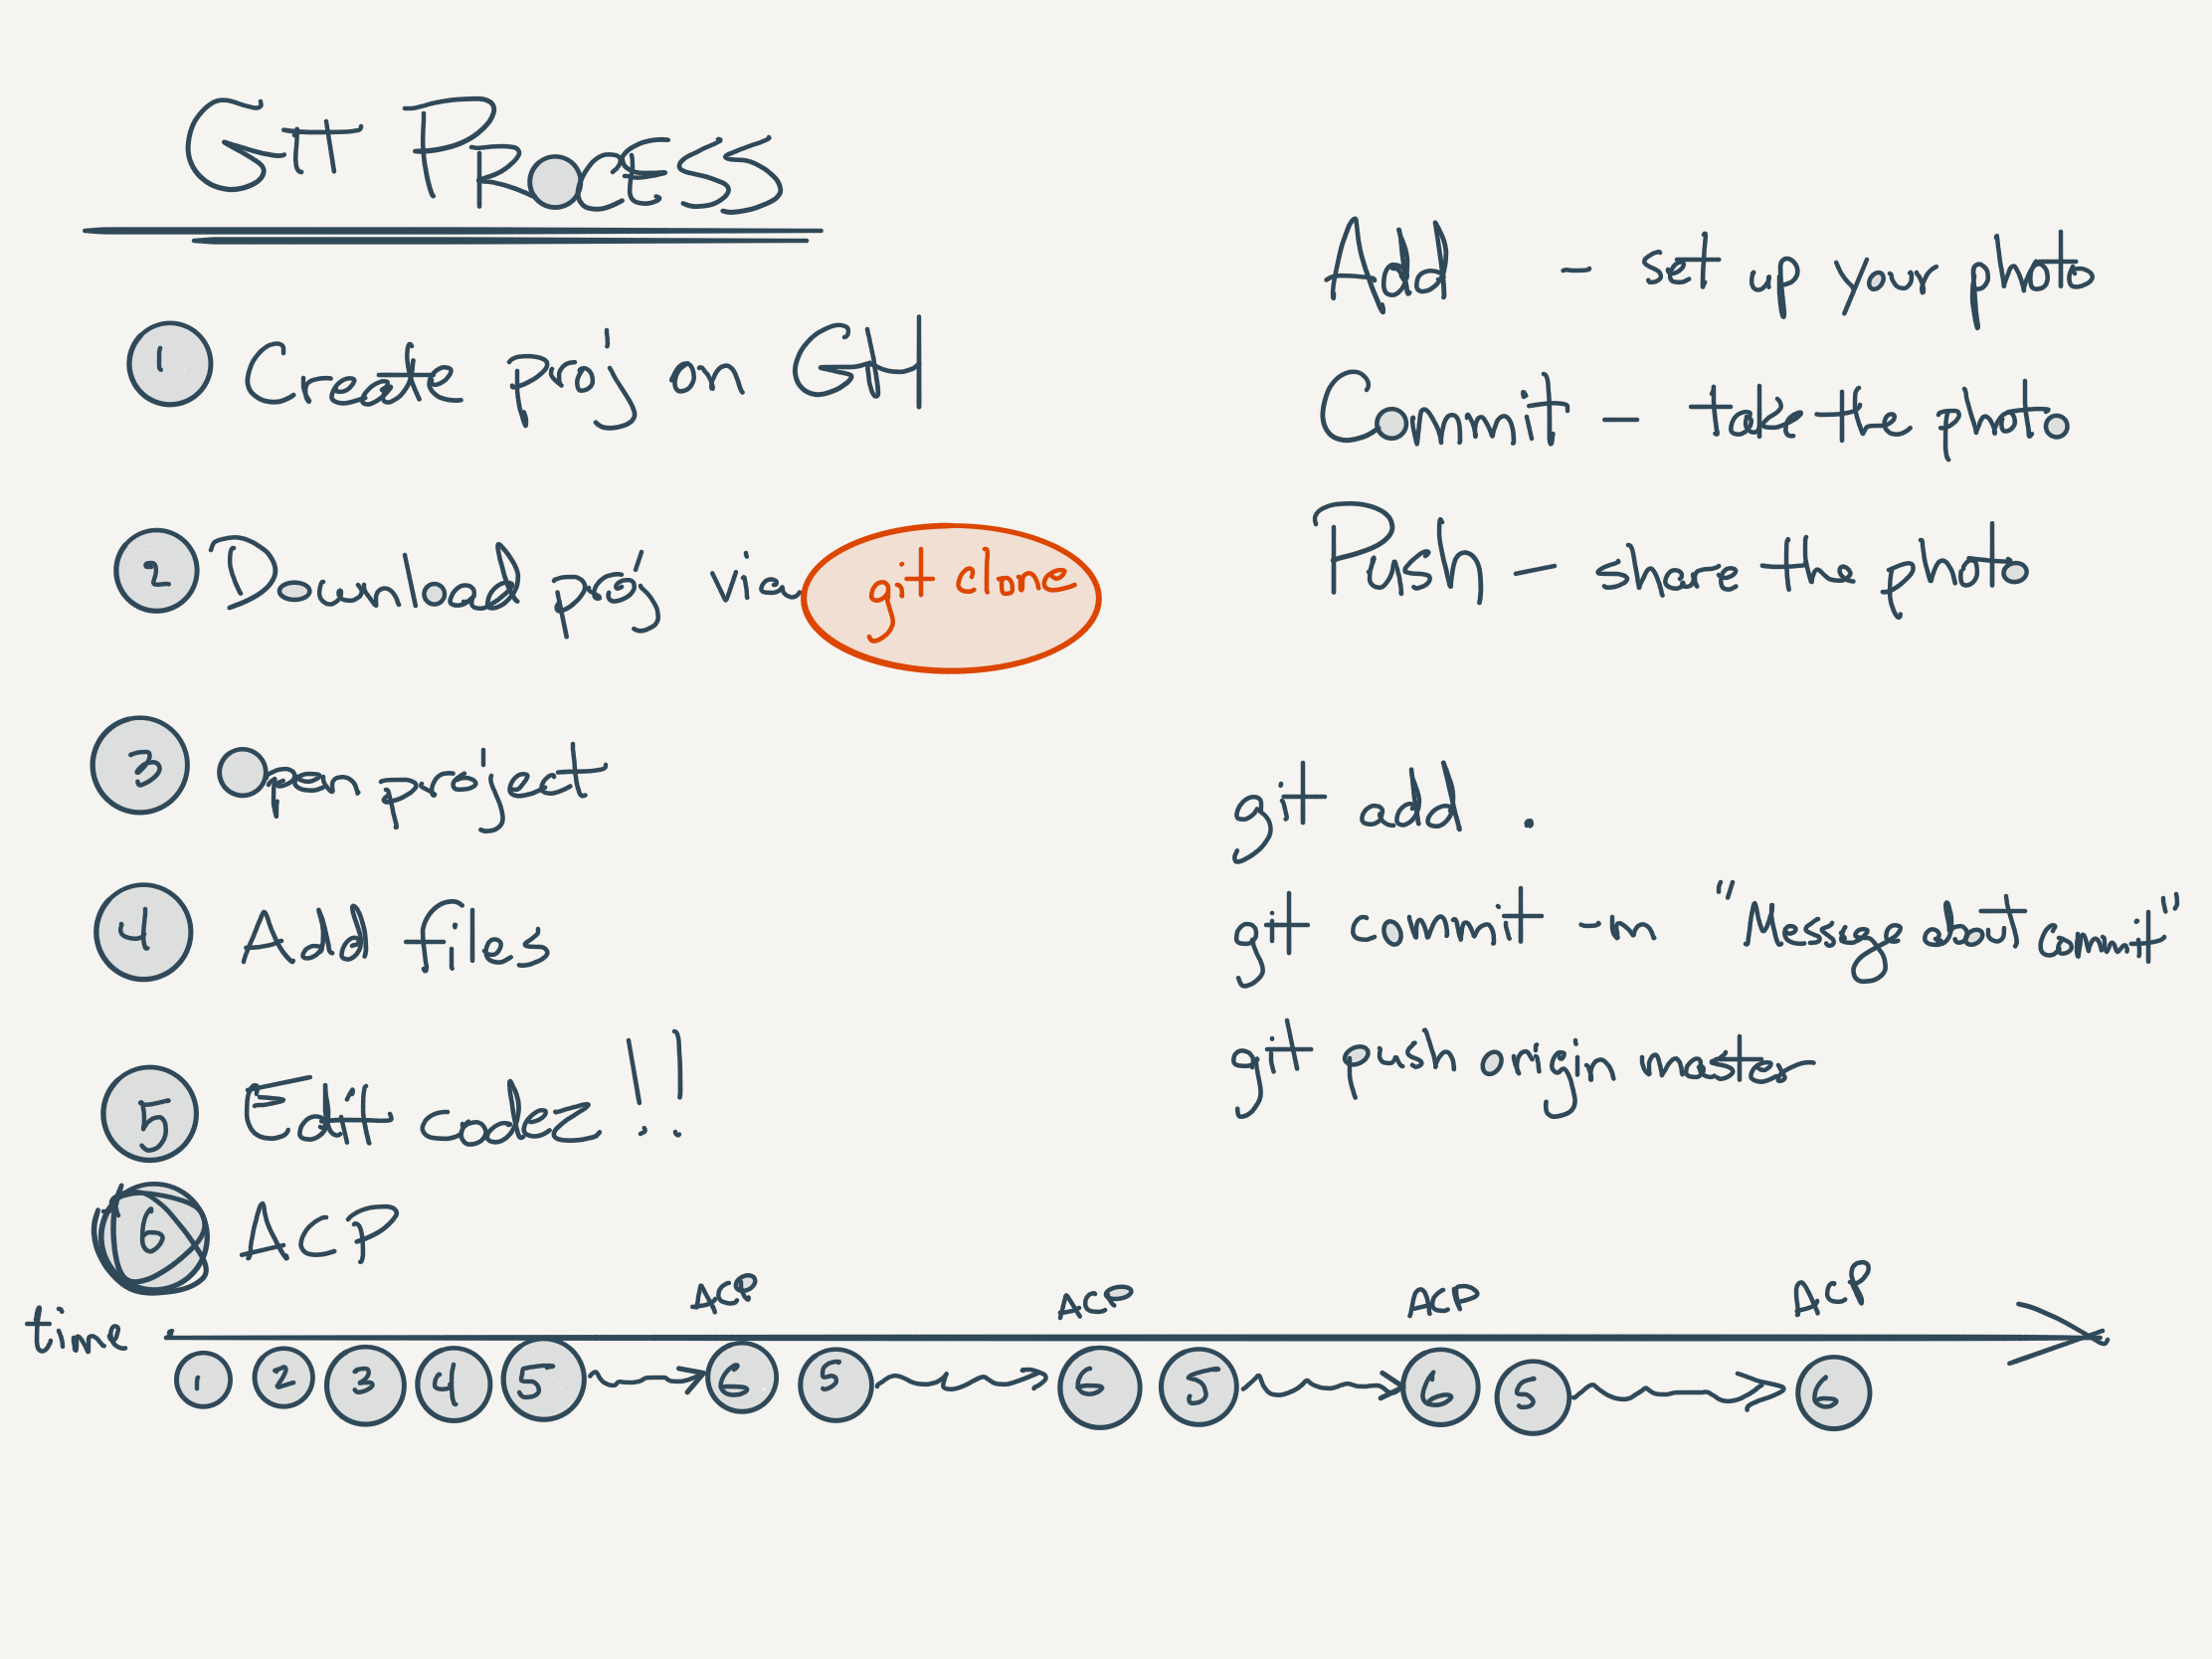 Git Process
1 Create proj on GH
2 Download proj via git clone
3 Open project
4 Add files
5 Edit codez!!
6 ACP
Add - set up your photo
Commit - take the photo
Push - share the photo
git add .
git commit -m "Message about commit"
git push origin master
ACP ACP ACP ACP
time
1 2 3 4 5 6 5 6 5 6 5 6